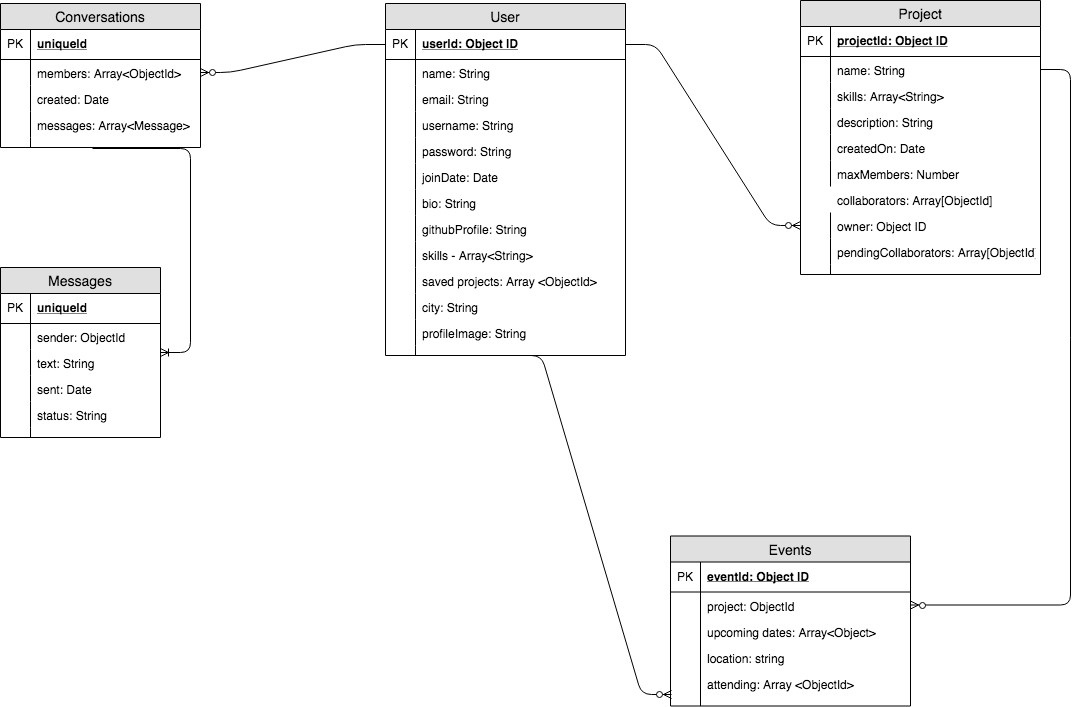 Conversations
PK uniqueId
members: Array<ObjectId>
created: Date
messages: Array<Message>
User
PK userId: Object ID
name: String
email: String
username: String
password: String
joinDate: Date
bio: String
githubProfile: String
skills - Array<String>
saved projects: Array <ObjectId>
city: String
profileImage: String
Project
PK projectId: Object ID
name: String
skills: Array<String>
description: String
createdOn: Date
maxMembers: Number
collaborators: Array[ObjectId]
owner: Object ID
pendingCollaborators: Array[ObjectId
Messages
PK uniqueId
sender: ObjectId
text: String
sent: Date
status: String
Events
PK eventId: Object ID
project: ObjectId
upcoming dates: Array<Object>
location: string
attending: Array <ObjectId>